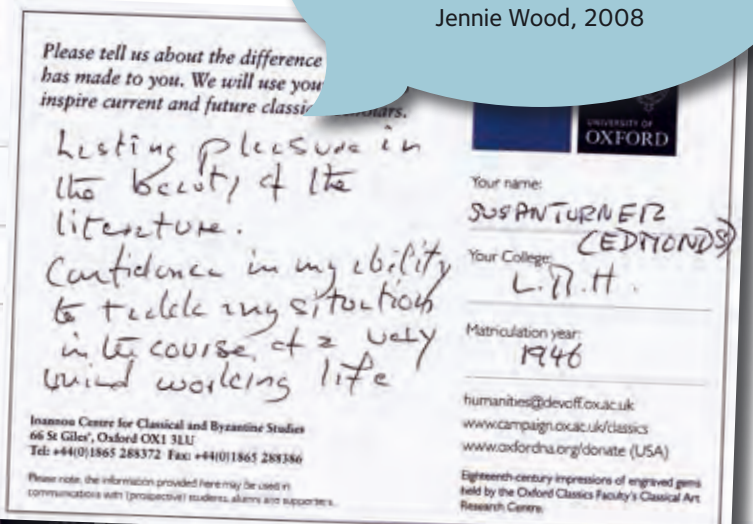 Jennie Wood, 2008
Please tell us about the difference
has made to you. We will use you
inspire current and future classic
Lasting pleasure in
the beauty of the
literature.
Confidence in my ability
to tackle any situation
in the course of a very
varied working life
Ioannou Centre for Classical and Byzantine Studies
66 St Giles', Oxford OX1 3LU
Tel: +44(0)1865 288372 Fax: +44(0)1865 288386
Please note, the information provided here may be used in
communications with (prospective) students, alumni and supporters.
UNIVERSITY OF
OXFORD
Your name:
SUSAN TURNER
(EDMONDS)
Your College:
L.M.H.
Matriculation year:
1946
humanities@devoff.ox.ac.uk
www.campaign.ox.ac.uk/classics
www.oxfordna.org/donate (USA)
Eighteenth-century impressions of engraved gems
held by the Oxford Classics Faculty's Classical Art
Research Centre.